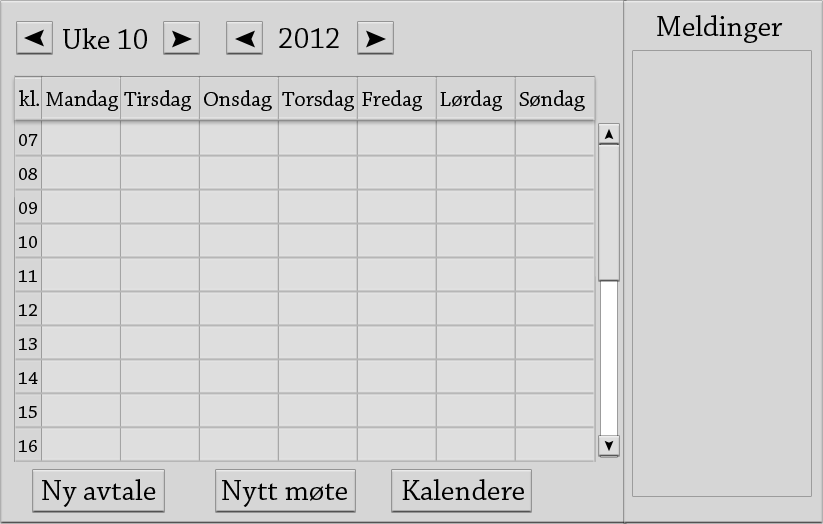 Uke 10 2012
Meldinger
kl. Mandag Tirsdag Onsdag Torsdag Fredag Lørdag Søndag
07
08
09
10
11
12
13
14
15
16
Ny avtale Nytt møte Kalendere